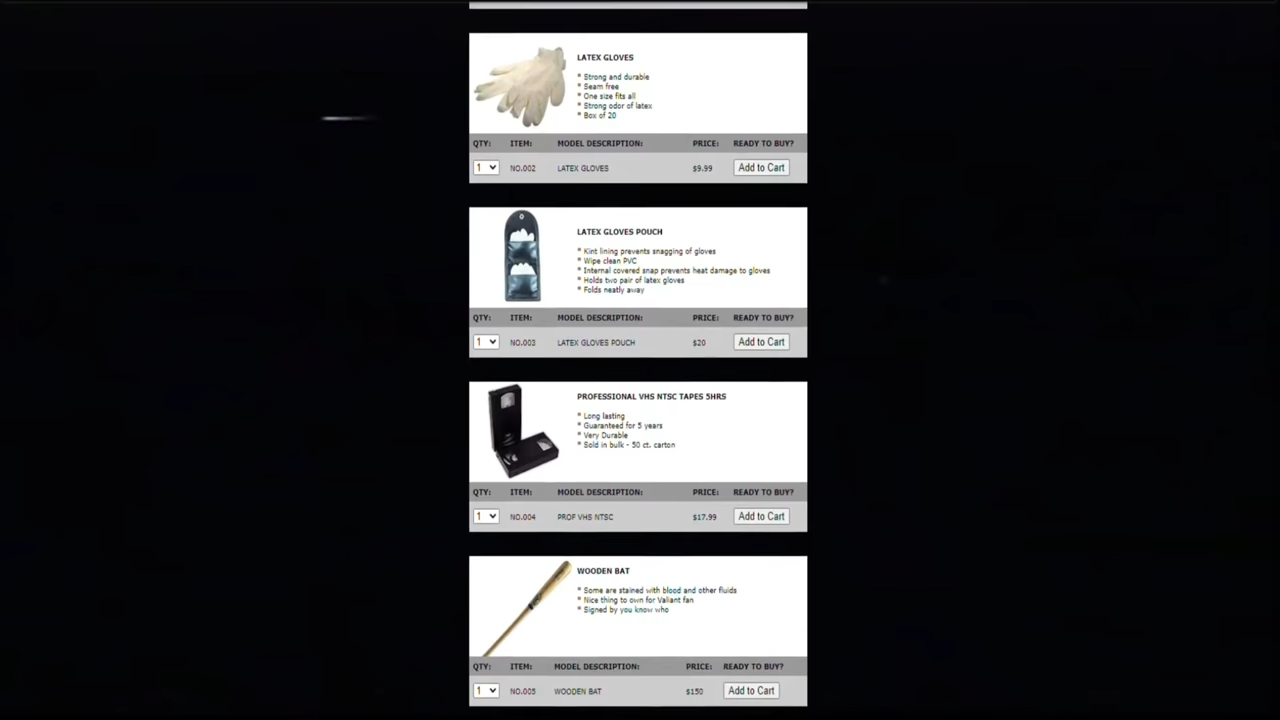 LATEX GLOVES
* Strong and durable
* Seam free
* One size fits all
* Strong odor of latex
* Box of 20
QTY: ITEM: MODEL DESCRIPTION: PRICE: READY TO BUY?
1 NO.002 LATEX GLOVES $9.99 Add to Cart
LATEX GLOVES POUCH
* Kint lining prevents snagging of gloves
* Wipe clean PVC
* Internal covered snap prevents heat damage to gloves
* Holds two pair of latex gloves
* Folds neatly away
QTY: ITEM: MODEL DESCRIPTION: PRICE: READY TO BUY?
1 NO.003 LATEX GLOVES POUCH $20 Add to Cart
PROFESSIONAL VHS NTSC TAPES 5HRS
* Long lasting
* Guaranteed for 5 years
* Very Durable
* Sold in bulk - 50 ct. carton
QTY: ITEM: MODEL DESCRIPTION: PRICE: READY TO BUY?
1 NO.004 PROF VHS NTSC $17.99 Add to Cart
WOODEN BAT
* Some are stained with blood and other fluids
* Nice thing to own for Valiant fan
* Signed by you know who
QTY: ITEM: MODEL DESCRIPTION: PRICE: READY TO BUY?
1 NO.005 WOODEN BAT $150 Add to Cart